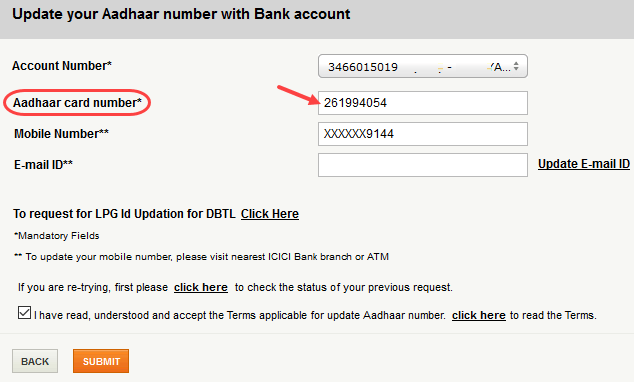 Update your Aadhaar number with Bank account
Account Number* 3466015019 - /A...
Aadhaar card number* 261994054
Mobile Number** XXXXXX9144
E-mail ID** Update E-mail ID
To request for LPG Id Updation for DBTL Click Here
*Mandatory Fields
** To update your mobile number, please visit nearest ICICI Bank branch or ATM
If you are re-trying, first please click here to check the status of your previous request.
I have read, understood and accept the Terms applicable for update Aadhaar number. click here to read the Terms.
BACK SUBMIT